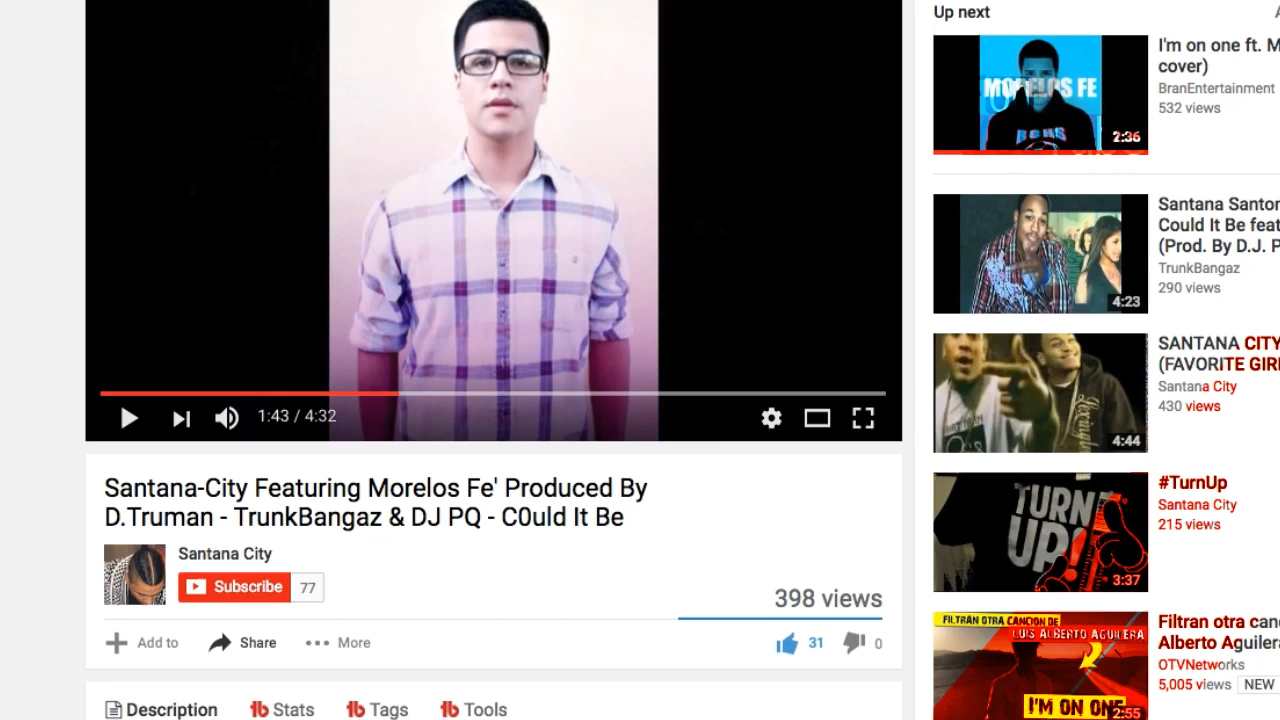 Up next
MORELOS FE
BOHS
2:36
I'm on one ft. M
cover)
BranEntertainment
532 views
4:23
Santana Santor
Could It Be feat
(Prod. By D.J. P
TrunkBangaz
290 views
4:44
SANTANA CITY
(FAVORITE GIRI
Santana City
430 views
TURN
UP!
3:37
#TurnUp
Santana City
215 views
FILTRAN OTRA CANCION DE
LUIS ALBERTO AGUILERA
I'M ON ONE
2:55
Filtran otra canc
Alberto Aguilera
OTVNetworks
5,005 views NEW
1:43 / 4:32
Santana-City Featuring Morelos Fe' Produced By
D.Truman - TrunkBangaz & DJ PQ - C0uld It Be
Santana City
Subscribe 77
398 views
Add to Share More 31 0
Description Stats Tags Tools